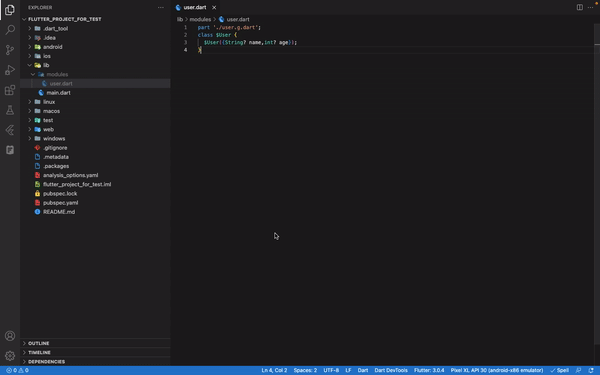 EXPLORER
user.dart
FLUTTER_PROJECT_FOR_TEST
lib > modules > user.dart
.dart_tool
1 part './user.g.dart';
.idea
2 class $User {
android
3 $User({String? name,int? age});
ios
4 }
lib
modules
user.dart
main.dart
linux
macos
test
web
windows
.gitignore
.metadata
.packages
analysis_options.yaml
flutter_project_for_test.iml
pubspec.lock
pubspec.yaml
README.md
OUTLINE
TIMELINE
DEPENDENCIES
0 0
Ln 4, Col 2
Spaces: 2
UTF-8
LF
Dart
Dart DevTools
Flutter: 3.0.4
Pixel XL API 30 (android-x86 emulator)
Spell